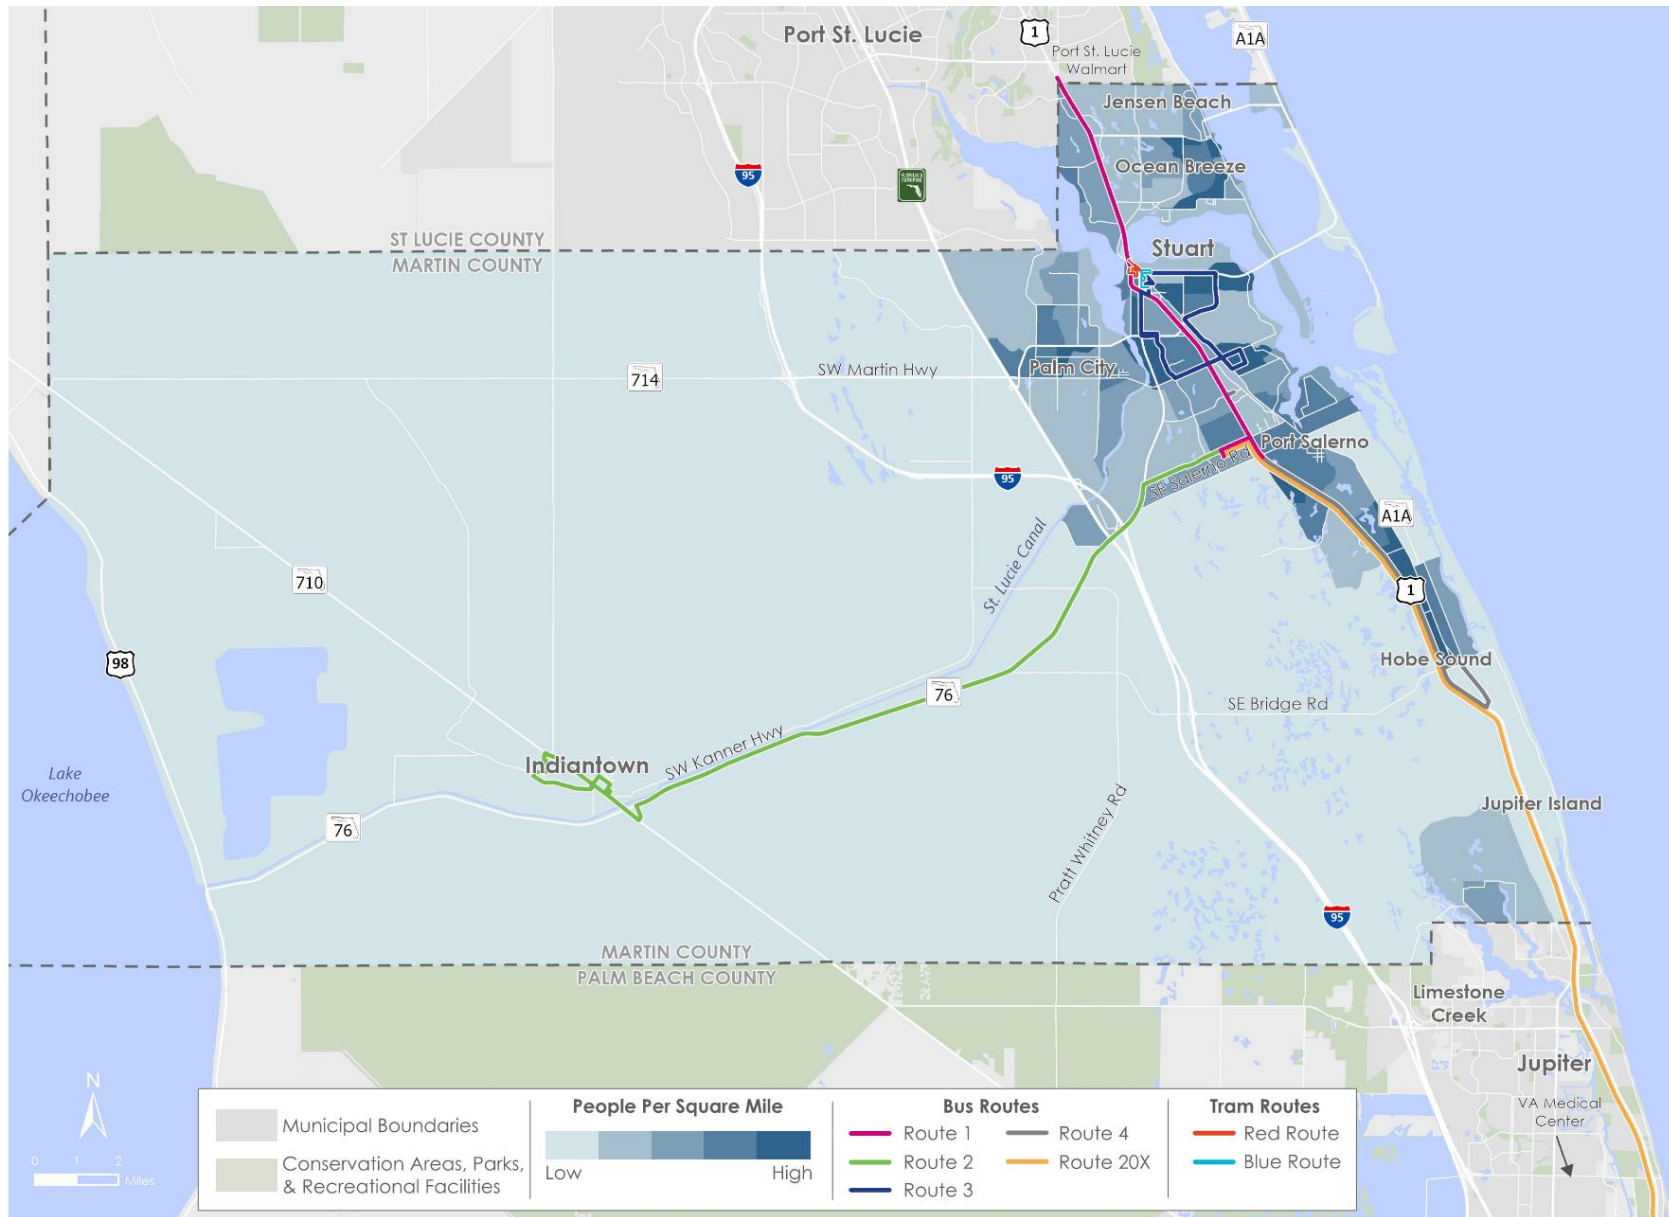 Port St. Lucie
1
A1A
Port St. Lucie
Walmart
Jensen Beach
Ocean Breeze
95
ST LUCIE COUNTY
MARTIN COUNTY
Stuart
714
SW Martin Hwy
Palm City
Port Salerno
SE Salerno Rd
95
A1A
St. Lucie Canal
710
1
98
Hobe Sound
76
SE Bridge Rd
SW Kanner Hwy
Indiantown
Lake
Okeechobee
76
Jupiter Island
Pratt Whitney Rd
95
MARTIN COUNTY
PALM BEACH COUNTY
Limestone
Creek
Jupiter
VA Medical
Center
N
0 1 2
Miles
Municipal Boundaries
Conservation Areas, Parks,
& Recreational Facilities
People Per Square Mile
Low High
Bus Routes
Route 1
Route 2
Route 3
Route 4
Route 20X
Tram Routes
Red Route
Blue Route